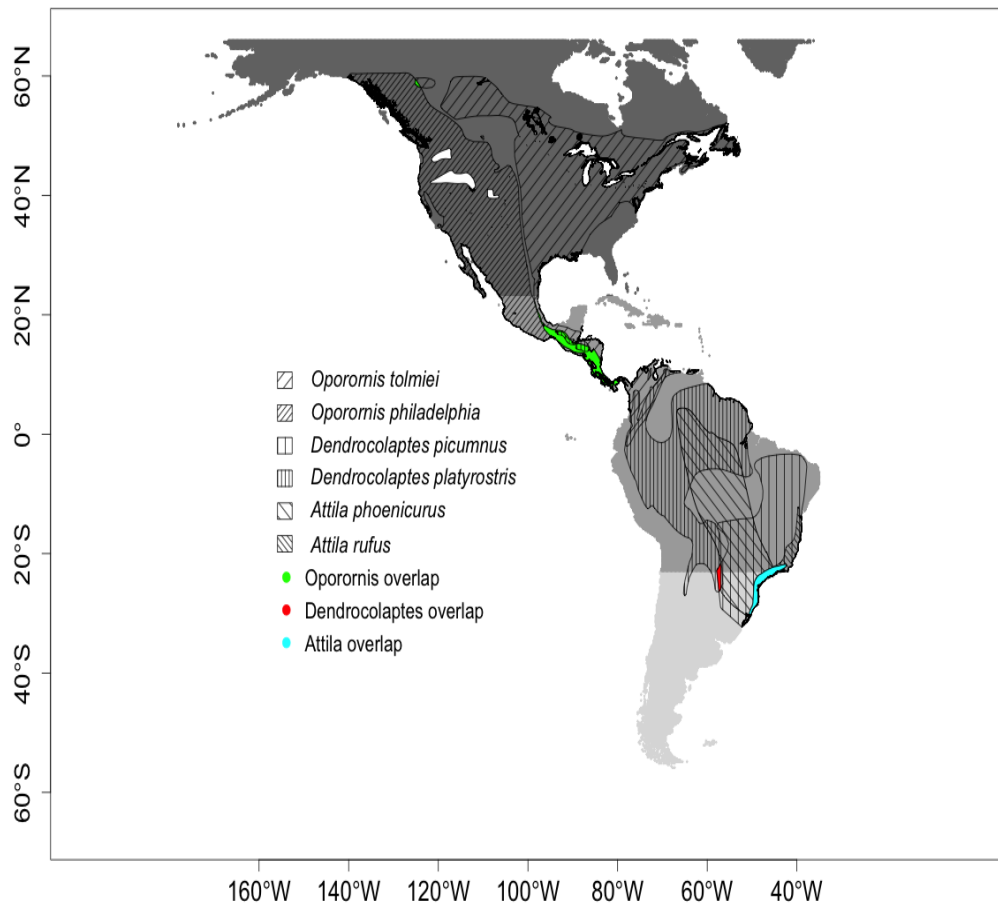 60°N
40°N
20°N
0°
20°S
40°S
60°S
Oporornis tolmiei
Oporornis philadelphia
Dendrocolaptes picumnus
Dendrocolaptes platyrostris
Attila phoenicurus
Attila rufus
Oporornis overlap
Dendrocolaptes overlap
Attila overlap
160°W 140°W 120°W 100°W 80°W 60°W 40°W